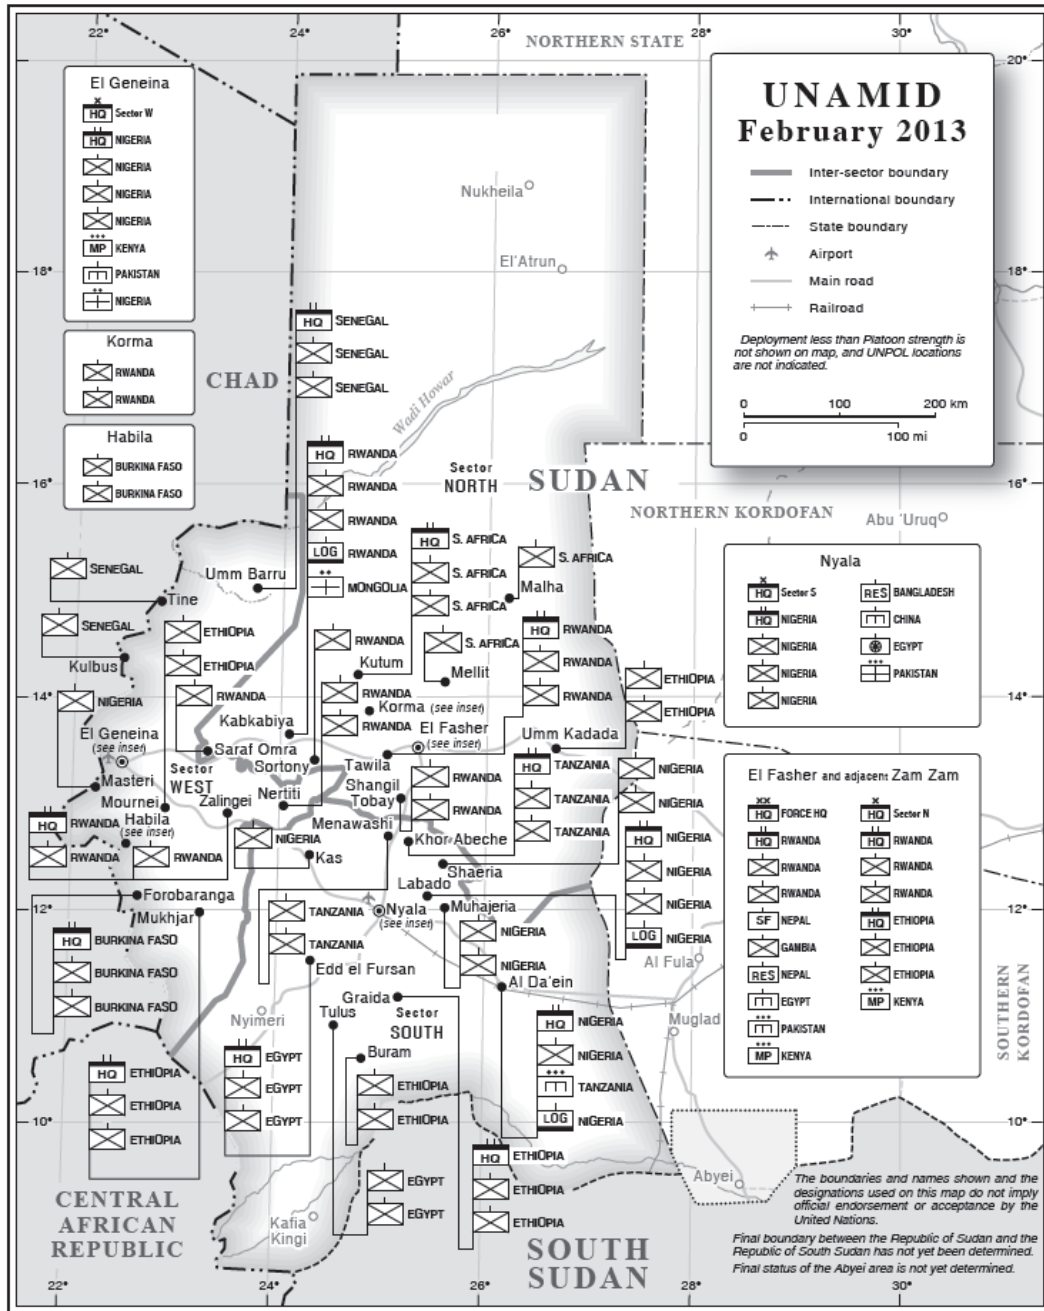 22°
24°
26°
28°
30°
NORTHERN STATE
20°
UNAMID
February 2013
Inter-sector boundary
International boundary
State boundary
Airport
Main road
Railroad
Deployment less than Platoon strength is
not shown on map, and UNPOL locations
are not indicated.
0 100 200 km
0 100 mi
El Geneina
HQ Sector W
HQ NIGERIA
NIGERIA
NIGERIA
NIGERIA
MP KENYA
PAKISTAN
NIGERIA
Korma
RWANDA
RWANDA
Habila
BURKINA FASO
BURKINA FASO
Nukheila
El'Atrun
18°
18°
CHAD
HQ SENEGAL
SENEGAL
SENEGAL
Wadi Howar
HQ RWANDA
RWANDA
RWANDA
LOG RWANDA
MONGOLIA
Sector
NORTH
SUDAN
16°
16°
NORTHERN KORDOFAN
Abu 'Uruq
HQ S. AFRICA
S. AFRICA
S. AFRICA
S. AFRICA
Malha
SENEGAL
Umm Barru
Tine
SENEGAL
Kulbus
ETHIOPIA
ETHIOPIA
RWANDA
Kutum
S. AFRICA
Mellit
HQ RWANDA
RWANDA
RWANDA
ETHIOPIA
ETHIOPIA
Nyala
HQ Sector S
HQ NIGERIA
NIGERIA
NIGERIA
NIGERIA
RES BANGLADESH
CHINA
EGYPT
PAKISTAN
14°
14°
NIGERIA
RWANDA
RWANDA
RWANDA
Korma (see inser)
Kabkabiya
El Geneina
(see inser)
El Fasher
(see inser)
Umm Kadada
Saraf Omra
Sortony
Tawila
Sector
WEST
Masteri
Mournei
Zalingei
Nertiti
Shangil
Tobay
RWANDA
RWANDA
HQ TANZANIA
TANZANIA
TANZANIA
NIGERIA
NIGERIA
Habila
(see inser)
HQ RWANDA
RWANDA
RWANDA
NIGERIA
Menawashi
Kas
Khor Abeche
Shaeria
HQ NIGERIA
NIGERIA
NIGERIA
LOG NIGERIA
El Fasher and adjacent Zam Zam
HQ FORCE HQ
HQ RWANDA
RWANDA
RWANDA
SF NEPAL
GAMBIA
RES NEPAL
EGYPT
PAKISTAN
MP KENYA
HQ Sector N
HQ RWANDA
RWANDA
RWANDA
HQ ETHIOPIA
ETHIOPIA
ETHIOPIA
MP KENYA
Forobaranga
Mukhjar
12°
12°
Labado
Nyala
(see inser)
Muhajeria
TANZANIA
TANZANIA
NIGERIA
NIGERIA
Al Fula
HQ BURKINA FASO
BURKINA FASO
BURKINA FASO
Edd el Fursan
Al Da'ein
Graida
Nyimeri
Tulus
Sector
SOUTH
Buram
Muglad
SOUTHERN
KORDOFAN
HQ ETHIOPIA
ETHIOPIA
ETHIOPIA
HQ EGYPT
EGYPT
EGYPT
ETHIOPIA
ETHIOPIA
HQ NIGERIA
NIGERIA
TANZANIA
LOG NIGERIA
10°
10°
HQ ETHIOPIA
ETHIOPIA
ETHIOPIA
EGYPT
EGYPT
Abyei
CENTRAL
AFRICAN
REPUBLIC
Kafia
Kingi
SOUTH
SUDAN
The boundaries and names shown and the
designations used on this map do not imply
official endorsement or acceptance by the
United Nations.
Final boundary between the Republic of Sudan and the
Republic of South Sudan has not yet been determined.
Final status of the Abyei area is not yet determined.
22°
24°
26°
28°
30°